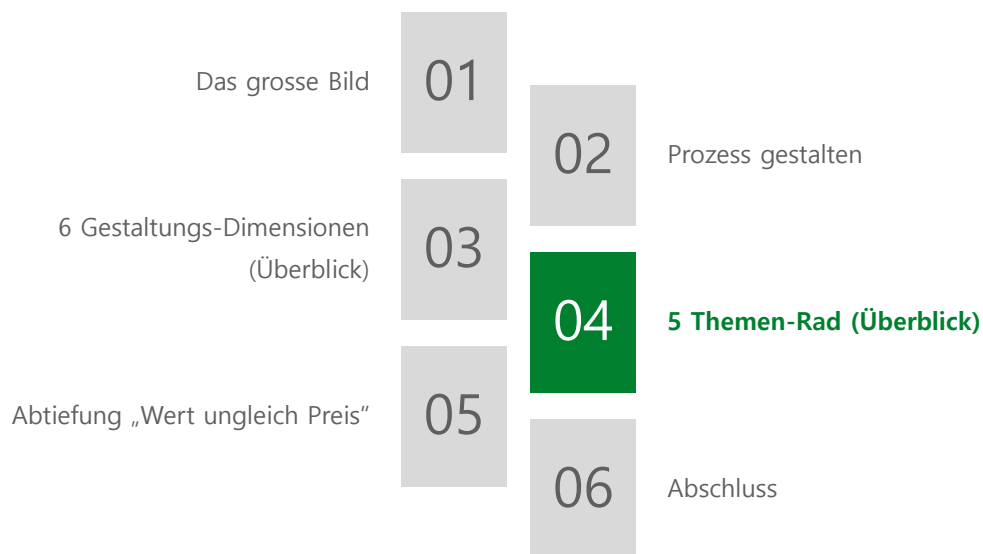 Das grosse Bild
01
02
Prozess gestalten
6 Gestaltungs-Dimensionen
(Überblick)
03
04
5 Themen-Rad (Überblick)
Abtiefung „Wert ungleich Preis"
05
06
Abschluss